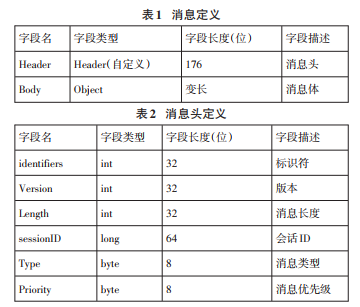 表1 消息定义
字段名 字段类型 字段长度(位) 字段描述
Header Header(自定义) 176 消息头
Body Object 变长 消息体
表2 消息头定义
字段名 字段类型 字段长度(位) 字段描述
identifiers int 32 标识符
Version int 32 版本
Length int 32 消息长度
sessionID long 64 会话ID
Type byte 8 消息类型
Priority byte 8 消息优先级